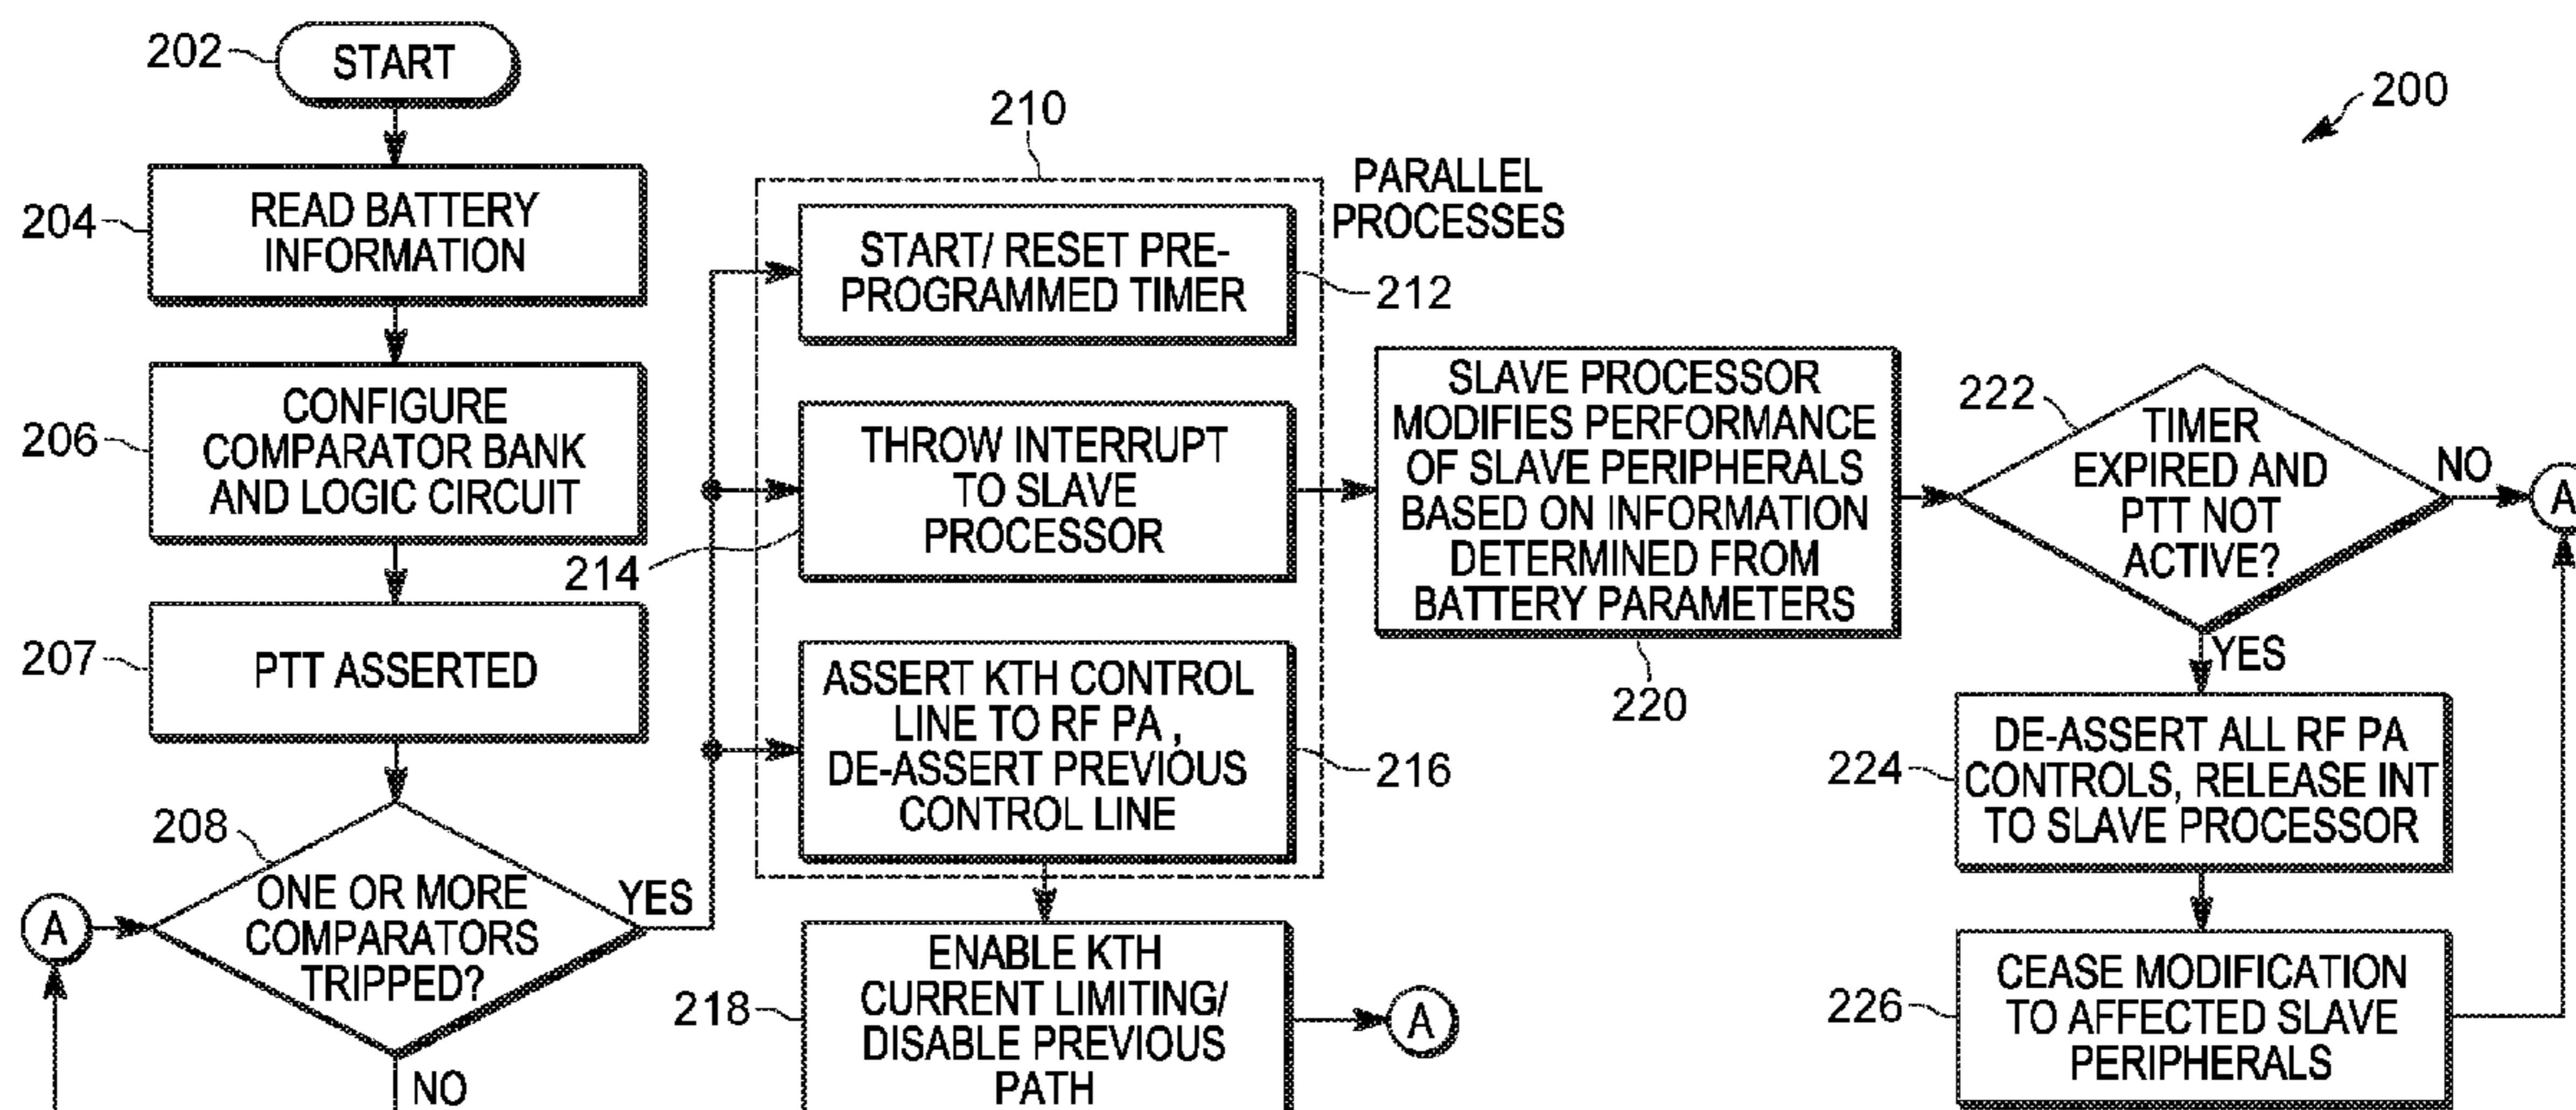 202
START
200
210
PARALLEL
PROCESSES
204
READ BATTERY
INFORMATION
START/ RESET PRE-
PROGRAMMED TIMER
212
206
CONFIGURE
COMPARATOR BANK
AND LOGIC CIRCUIT
214
THROW INTERRUPT
TO SLAVE
PROCESSOR
SLAVE PROCESSOR
MODIFIES PERFORMANCE
OF SLAVE PERIPHERALS
BASED ON INFORMATION
DETERMINED FROM
BATTERY PARAMETERS
220
222
TIMER
EXPIRED AND
PTT NOT
ACTIVE?
NO
A
YES
207
PTT ASSERTED
ASSERT KTH CONTROL
LINE TO RF PA ,
DE-ASSERT PREVIOUS
CONTROL LINE
216
224
DE-ASSERT ALL RF PA
CONTROLS, RELEASE INT
TO SLAVE PROCESSOR
208
A
ONE OR MORE
COMPARATORS
TRIPPED?
YES
NO
218
ENABLE KTH
CURRENT LIMITING/
DISABLE PREVIOUS
PATH
A
226
CEASE MODIFICATION
TO AFFECTED SLAVE
PERIPHERALS